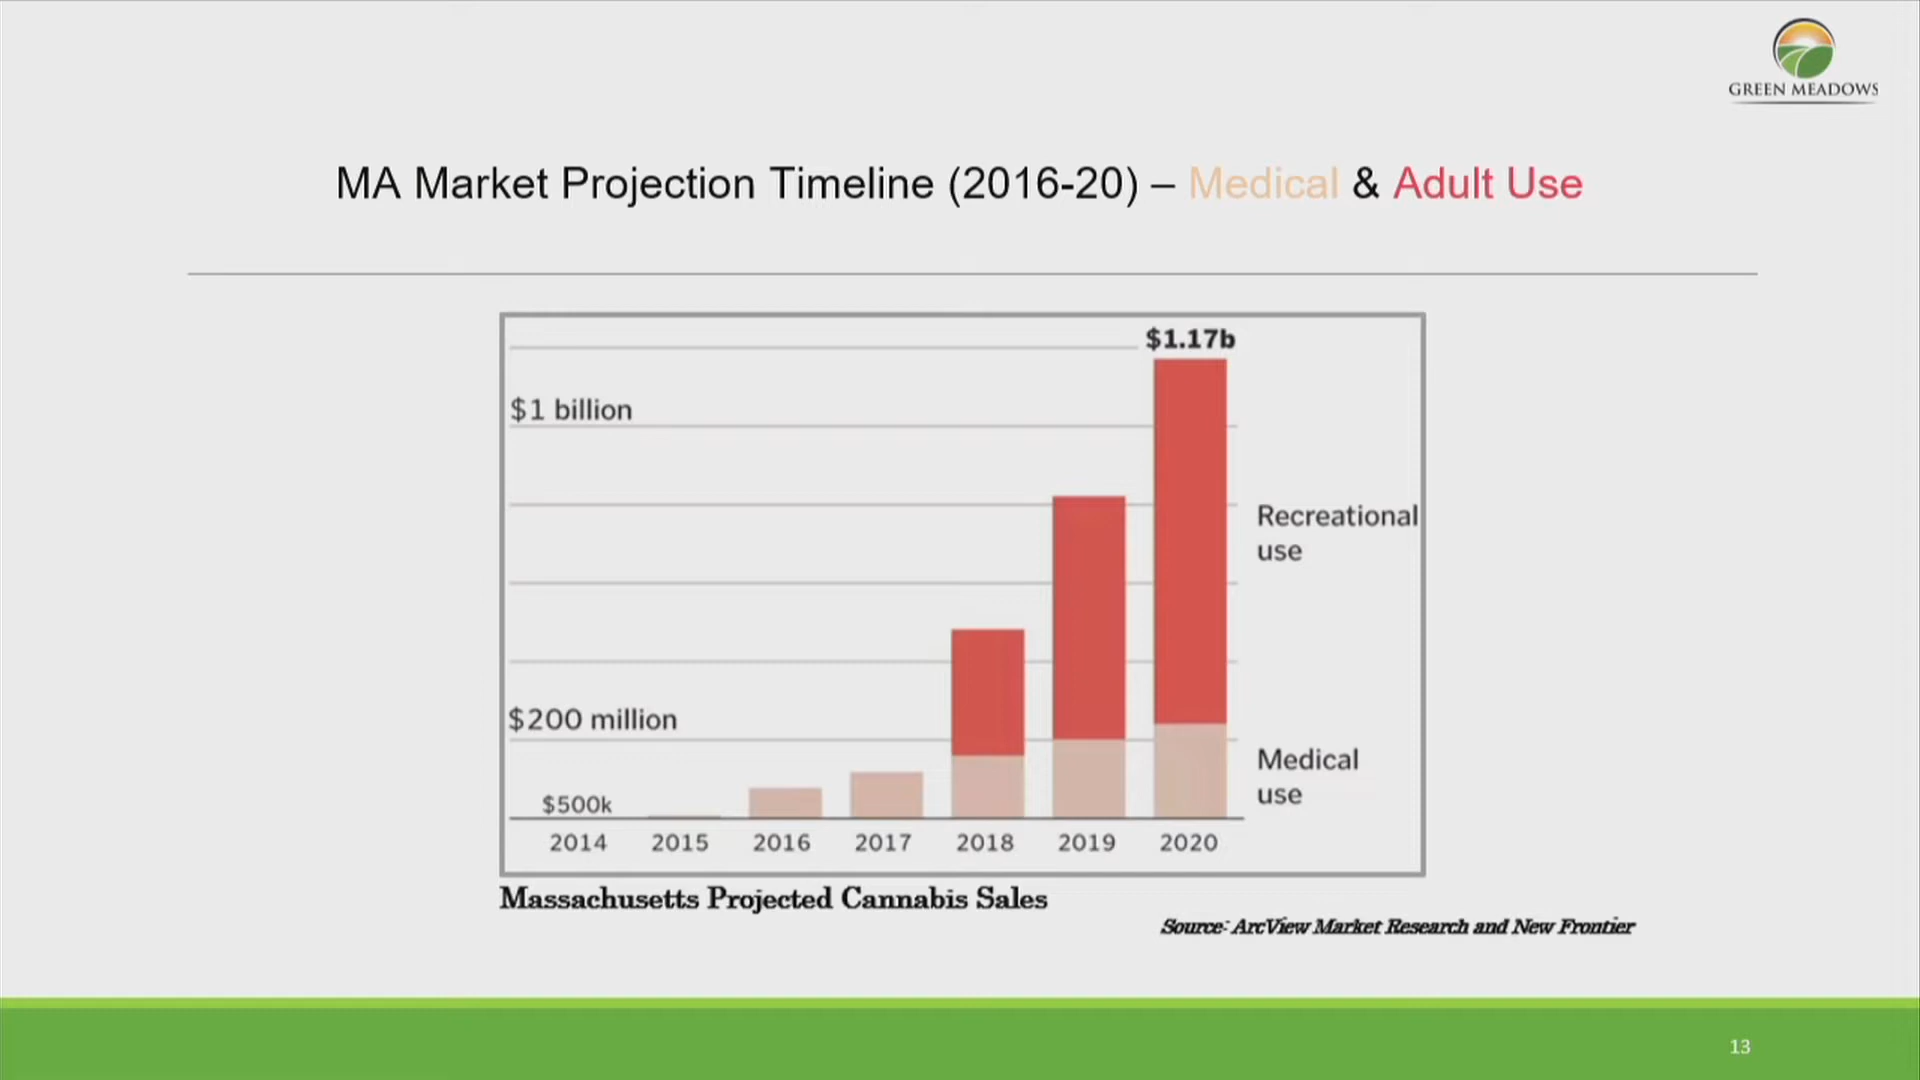 GREEN MEADOWS
MA Market Projection Timeline (2016-20) – Medical & Adult Use
$1.17b
$1 billion
Recreational
use
$200 million
Medical
use
$500k
2014 2015 2016 2017 2018 2019 2020
Massachusetts Projected Cannabis Sales
Source: ArcView Market Research and New Frontier
13